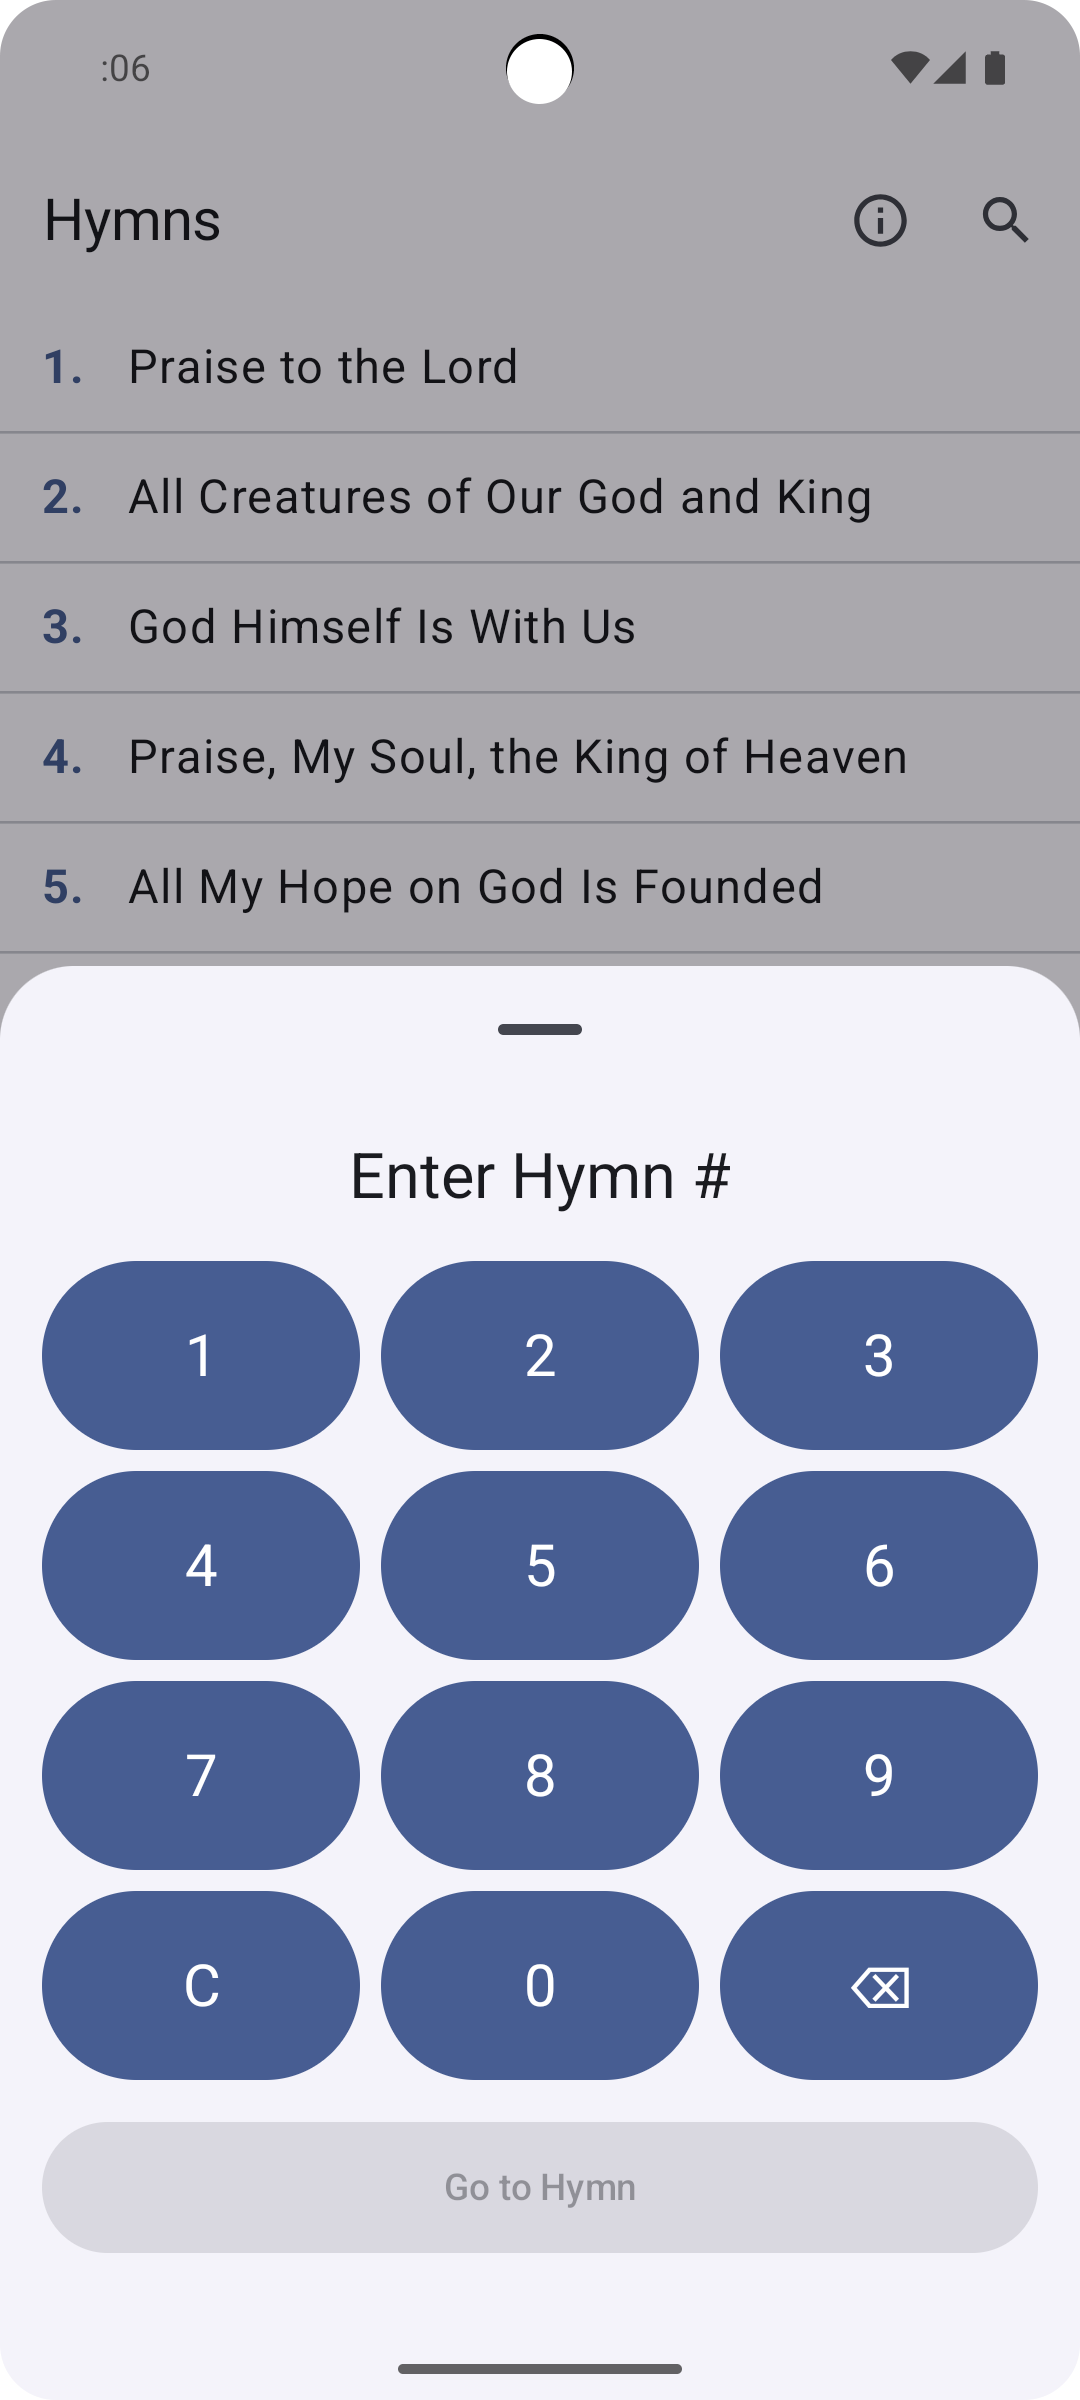 :06
Hymns
1. Praise to the Lord
2. All Creatures of Our God and King
3. God Himself Is With Us
4. Praise, My Soul, the King of Heaven
5. All My Hope on God Is Founded
Enter Hymn #
1 2 3
4 5 6
7 8 9
C 0
Go to Hymn